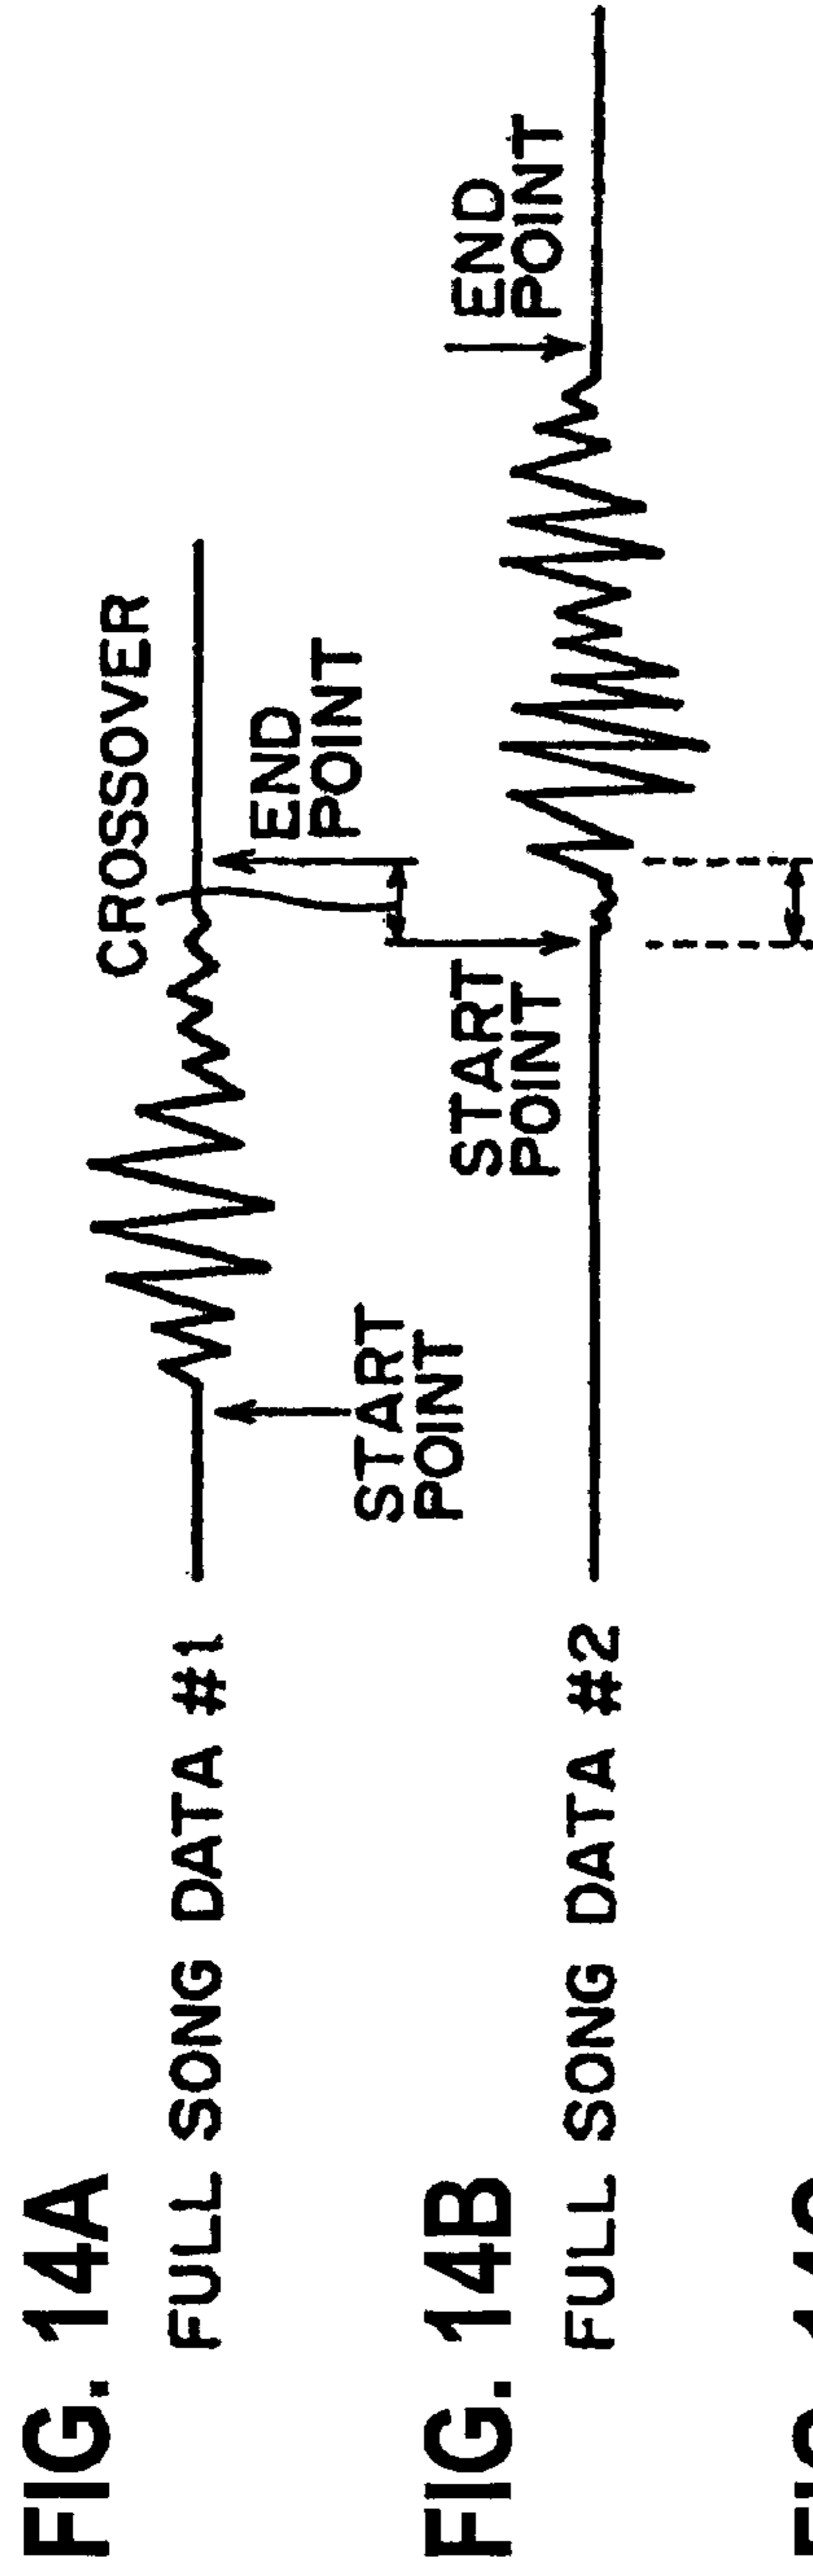 FIG. 14A
FULL SONG DATA #1
START
POINT
CROSSOVER
END
POINT
FIG. 14B
FULL SONG DATA #2
START
POINT
END
POINT